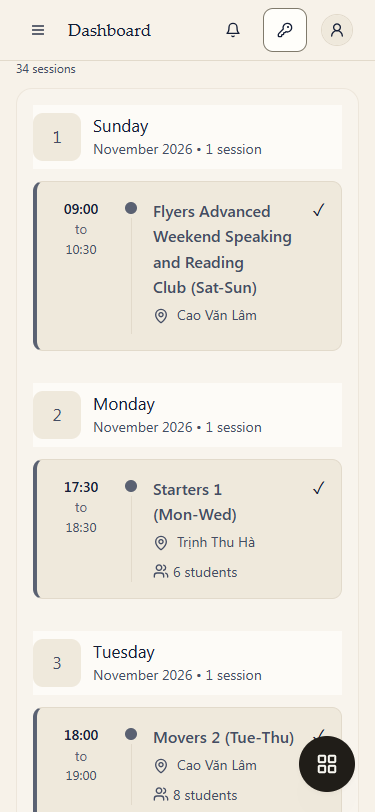 Dashboard
34 sessions
1
Sunday
November 2026 • 1 session
09:00
to
10:30
Flyers Advanced
Weekend Speaking
and Reading
Club (Sat-Sun)
✓
Cao Văn Lâm
2
Monday
November 2026 • 1 session
17:30
to
18:30
Starters 1
(Mon-Wed)
✓
Trịnh Thu Hà
6 students
3
Tuesday
November 2026 • 1 session
18:00
to
19:00
Movers 2 (Tue-Thu)
✓
Cao Văn Lâm
8 students